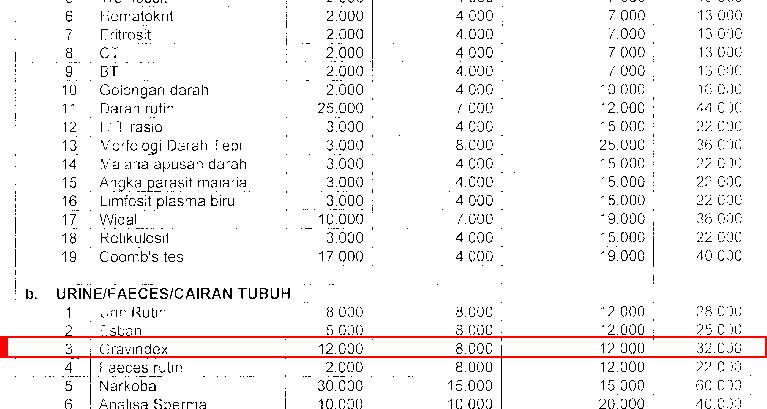 6 Hematokrit 2.000 4.000 7.000 13.000
7 Eritrosit 2.000 4.000 7.000 13.000
8 CT 2.000 4.000 7.000 13.000
9 BT 2.000 4.000 7.000 13.000
10 Golongan darah 2.000 4.000 10.000 16.000
11 Darah rutin 25.000 7.000 12.000 44.000
12 rasio 3.000 4.000 15.000 22.000
13 Morfologi Darah Tepi 3.000 8.000 25.000 36.000
14 Malaria apusan darah 3.000 4.000 15.000 22.000
15 Angka parasit malaria 3.000 4.000 15.000 22.000
16 Limfosit plasma biru 3.000 4.000 15.000 22.000
17 Widal 10.000 7.000 19.000 36.000
18 Retikulosit 3.000 4.000 15.000 22.000
19 Coomb's tes 17.000 4.000 19.000 40.000
b. URINE/FAECES/CAIRAN TUBUH
1 Urin Rutin 8.000 8.000 12.000 28.000
2 Esbah 5.000 8.000 12.000 25.000
3 Gravindex 12.000 8.000 12.000 32.000
4 Faeces rutin 2.000 8.000 12.000 22.000
5 Narkoba 30.000 15.000 15.000 60.000
6 Analisa Sperma 10.000 10.000 20.000 40.000